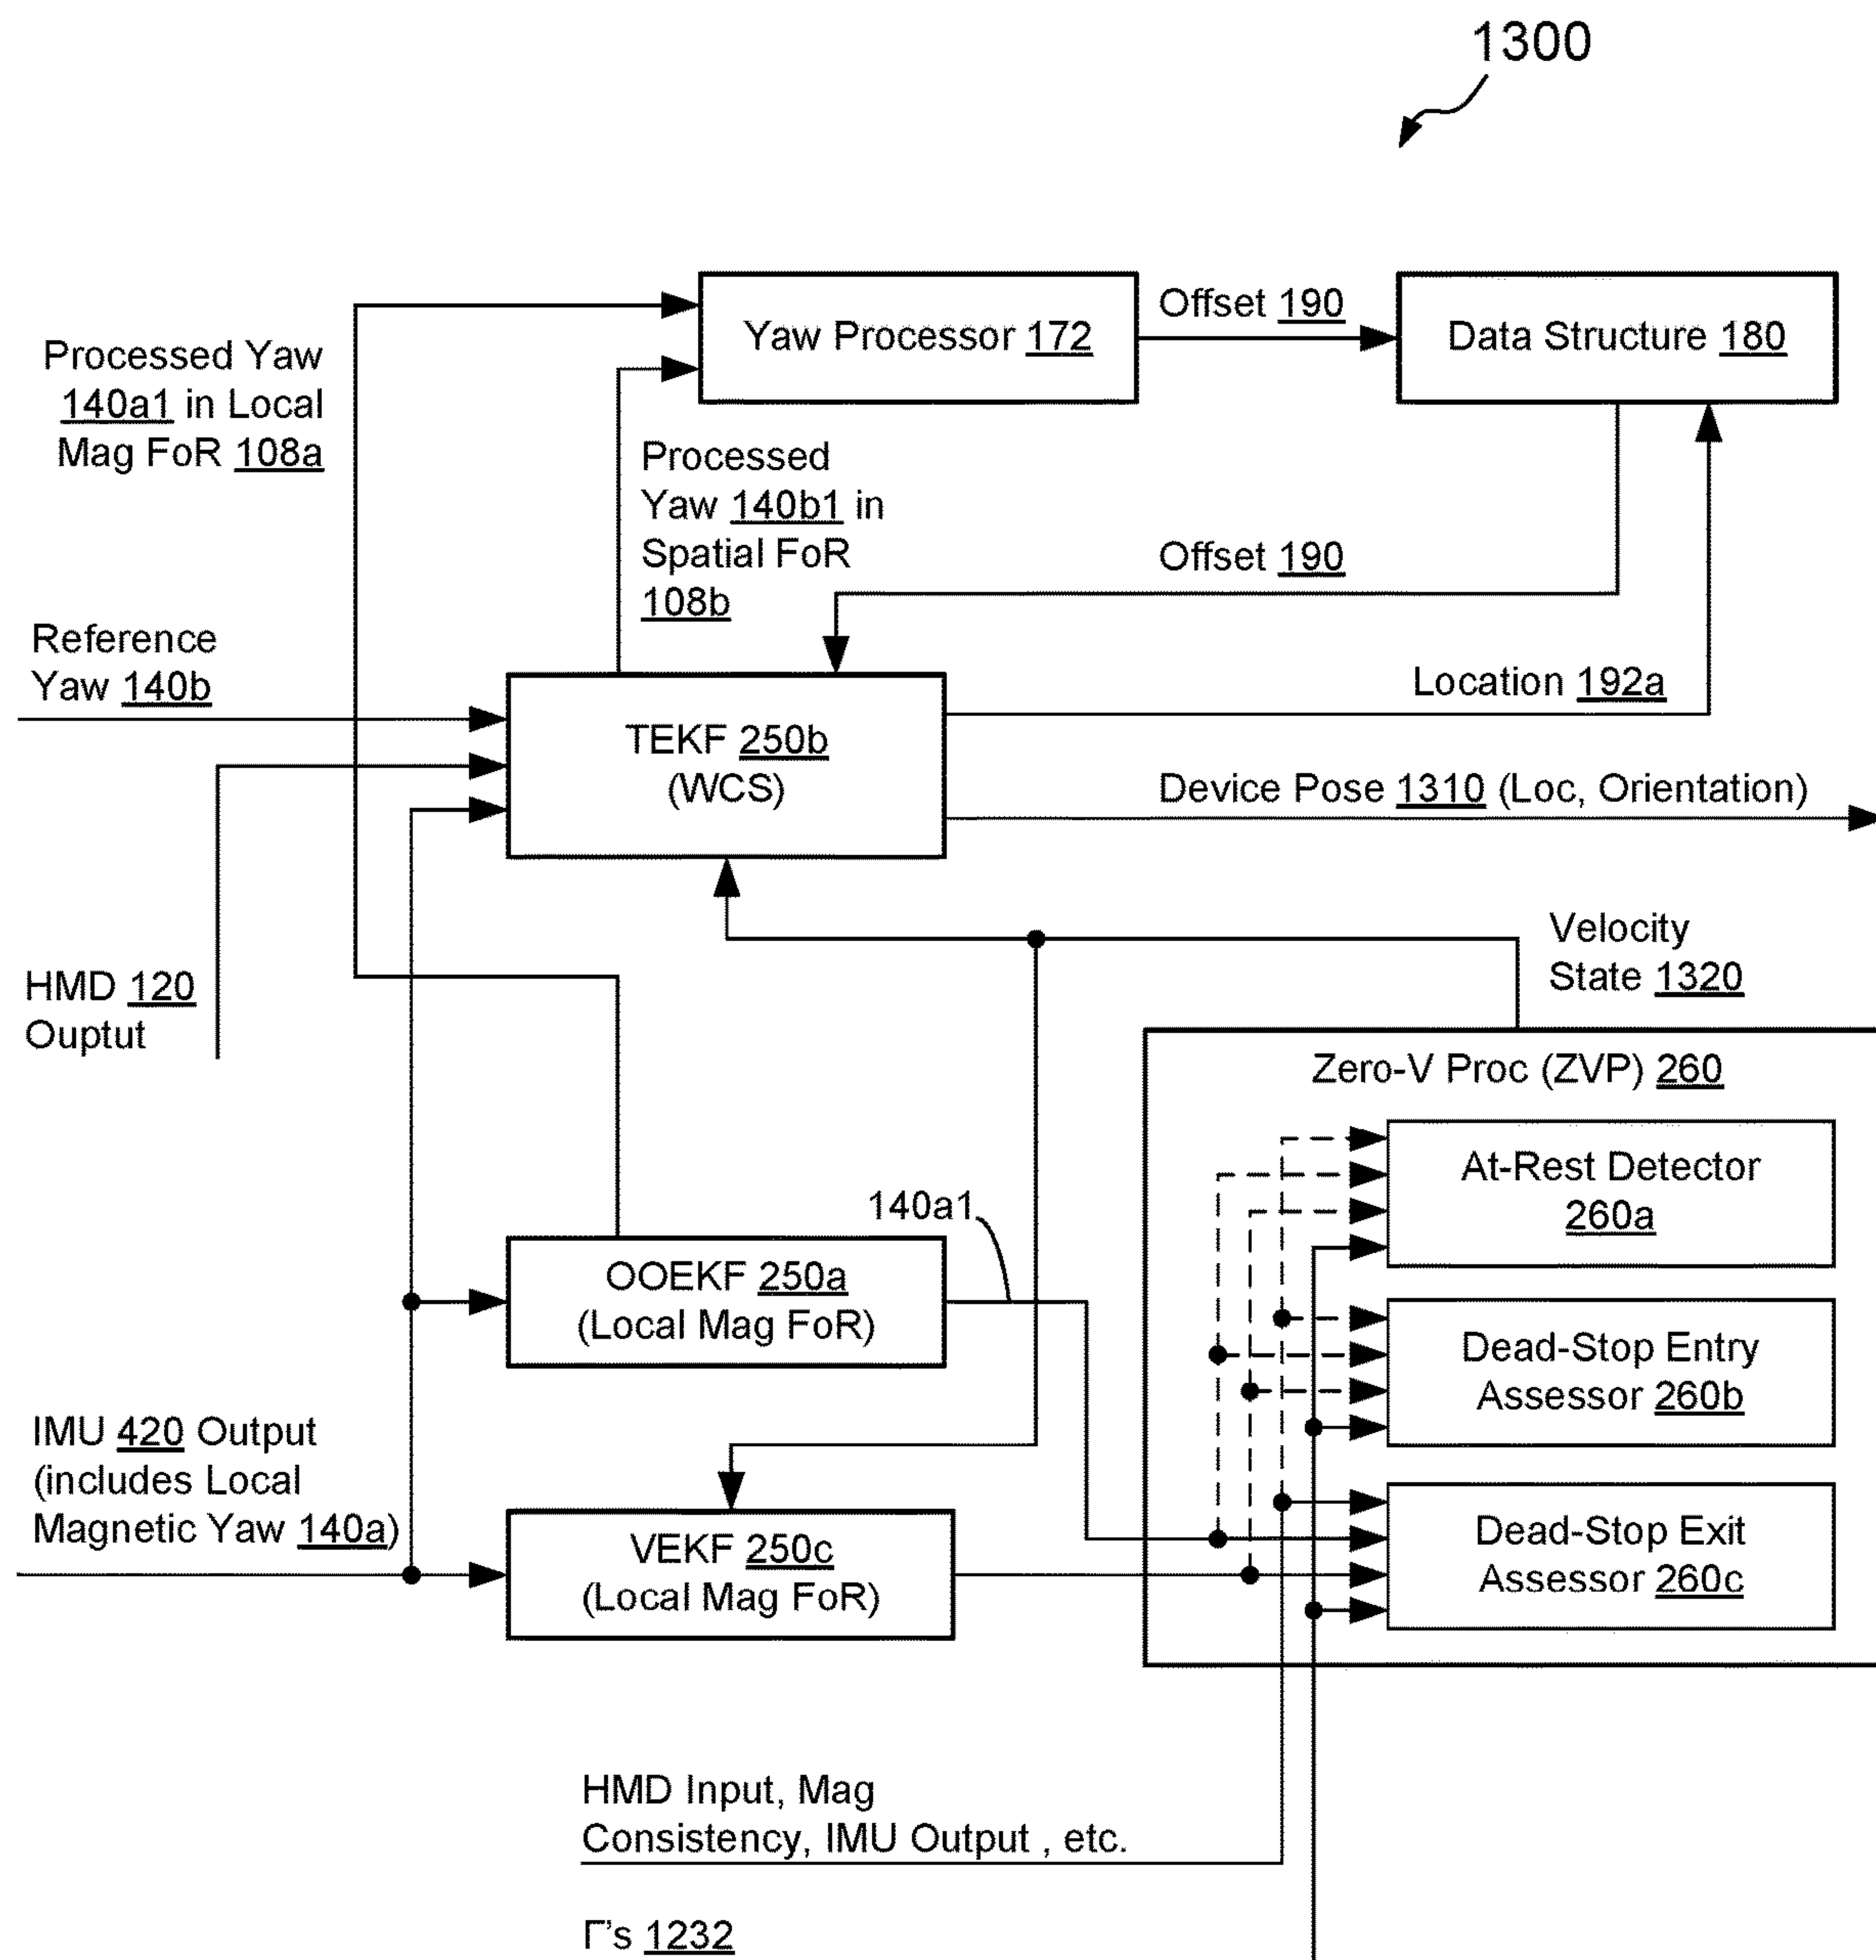 1300
Yaw Processor 172
Offset 190
Data Structure 180
Processed Yaw
140a1 in Local
Mag FoR 108a
Processed
Yaw 140b1 in
Spatial FoR
108b
Offset 190
Reference
Yaw 140b
Location 192a
TEKF 250b
(WCS)
Device Pose 1310 (Loc, Orientation)
Velocity
State 1320
HMD 120
Ouptut
Zero-V Proc (ZVP) 260
At-Rest Detector
260a
140a1
OOEKF 250a
(Local Mag FoR)
Dead-Stop Entry
Assessor 260b
IMU 420 Output
(includes Local
Magnetic Yaw 140a)
VEKF 250c
(Local Mag FoR)
Dead-Stop Exit
Assessor 260c
HMD Input, Mag
Consistency, IMU Output , etc.
Γ's 1232